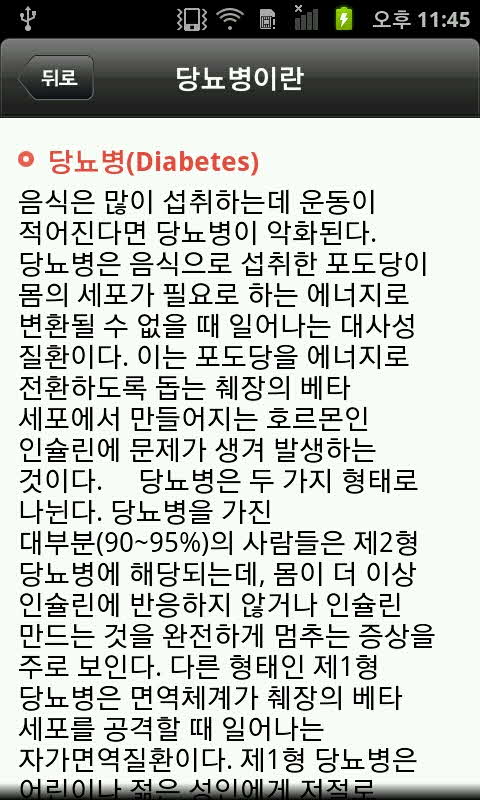 오후 11:45
뒤로
당뇨병이란
당뇨병(Diabetes)
음식은 많이 섭취하는데 운동이
적어진다면 당뇨병이 악화된다.
당뇨병은 음식으로 섭취한 포도당이
몸의 세포가 필요로 하는 에너지로
변환될 수 없을 때 일어나는 대사성
질환이다. 이는 포도당을 에너지로
전환하도록 돕는 췌장의 베타
세포에서 만들어지는 호르몬인
인슐린에 문제가 생겨 발생하는
것이다. 당뇨병은 두 가지 형태로
나뉜다. 당뇨병을 가진
대부분(90~95%)의 사람들은 제2형
당뇨병에 해당되는데, 몸이 더 이상
인슐린에 반응하지 않거나 인슐린
만드는 것을 완전하게 멈추는 증상을
주로 보인다. 다른 형태인 제1형
당뇨병은 면역체계가 췌장의 베타
세포를 공격할 때 일어나는
자가면역질환이다. 제1형 당뇨병은
어린이나 젊은 성인에게 저절로